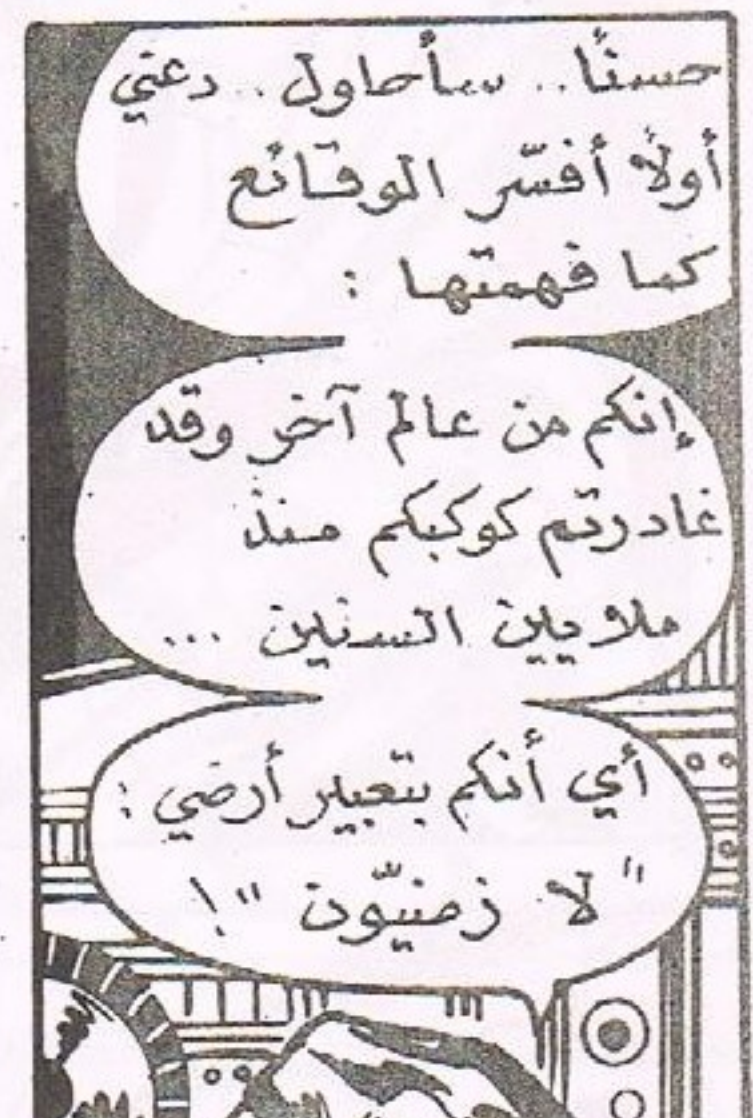 حسنًا.. سأحاول.. دعني
أولاً أفسّر الوقائع
كما فهمتها :
إنكم من عالم آخر وقد
غادرتم كوكبكم منذ
ملايين السنين ...
أي أنكم بتعبير أرضي :
"لا زمنيّون"!